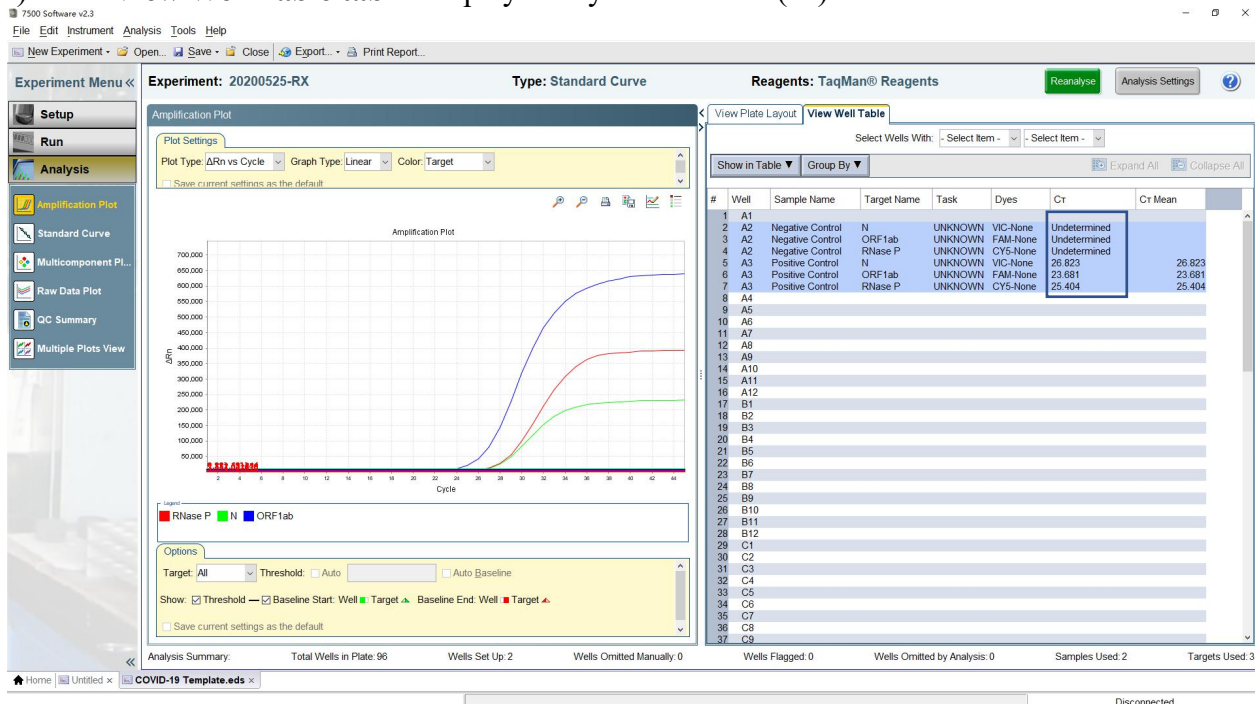 7500 Software v2.3
File Edit Instrument Analysis Tools Help
New Experiment Open... Save Close Export... Print Report...
Experiment Menu «
Experiment: 20200525-RX
Type: Standard Curve
Reagents: TaqMan® Reagents
Reanalyse
Analysis Settings
Setup
Run
Analysis
Amplification Plot
Standard Curve
Multicomponent Pl...
Raw Data Plot
QC Summary
Multiple Plots View
Amplification Plot
Plot Settings
Plot Type: ΔRn vs Cycle Graph Type: Linear Color: Target
Save current settings as the default
Amplification Plot
700,000
650,000
600,000
550,000
500,000
450,000
400,000
350,000
300,000
250,000
200,000
150,000
100,000
50,000
ΔRn
2 4 6 8 10 12 14 16 18 20 22 24 26 28 30 32 34 36 38 40 42 44
Cycle
Legend
RNase P N ORF1ab
Options
Target: All Threshold: Auto Auto Baseline
Show: Threshold Baseline Start: Well Target Baseline End: Well Target
Save current settings as the default
View Plate Layout View Well Table
Select Wells With: - Select Item - - Select Item -
Show in Table ▼ Group By ▼ Expand All Collapse All
# Well Sample Name Target Name Task Dyes Cт Cт Mean
1 A1
2 A2 Negative Control N UNKNOWN VIC-None Undetermined
3 A2 Negative Control ORF1ab UNKNOWN FAM-None Undetermined
4 A2 Negative Control RNase P UNKNOWN CY5-None Undetermined
5 A3 Positive Control N UNKNOWN VIC-None 26.823 26.823
6 A3 Positive Control ORF1ab UNKNOWN FAM-None 23.681 23.681
7 A3 Positive Control RNase P UNKNOWN CY5-None 25.404 25.404
8 A4
9 A5
10 A6
11 A7
12 A8
13 A9
14 A10
15 A11
16 A12
17 B1
18 B2
19 B3
20 B4
21 B5
22 B6
23 B7
24 B8
25 B9
26 B10
27 B11
28 B12
29 C1
30 C2
31 C3
32 C4
33 C5
34 C6
35 C7
36 C8
37 C9
Analysis Summary: Total Wells in Plate: 96 Wells Set Up: 2 Wells Omitted Manually: 0 Wells Flagged: 0 Wells Omitted by Analysis: 0 Samples Used: 2 Targets Used: 3
Home Untitled × COVID-19 Template.eds ×
Disconnected